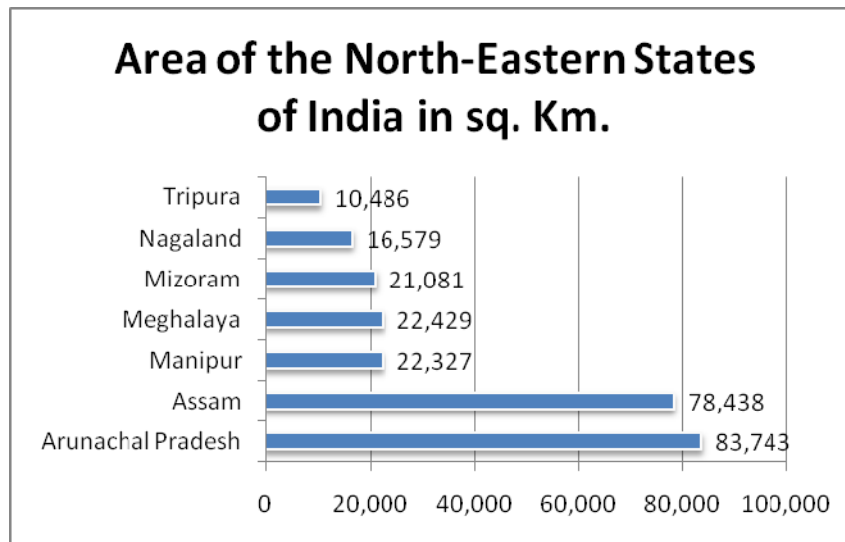 Area of the North-Eastern States
of India in sq. Km.
Tripura 10,486
Nagaland 16,579
Mizoram 21,081
Meghalaya 22,429
Manipur 22,327
Assam 78,438
Arunachal Pradesh 83,743
0 20,000 40,000 60,000 80,000 100,000